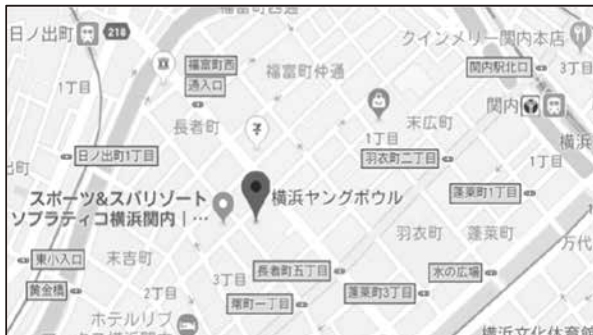 福富町西通
日ノ出町
218
クインメリー関内本店
福富町西
通入口
福富町仲通
関内駅北口
3丁目
1丁目
関内
長者町
末広町
横浜
1丁目
日ノ出町1丁目
羽衣町二丁目
1丁目
蓬莱町1丁目
スポーツ&スパリゾート
ソプラティコ横浜関内 | …
横浜ヤングボウル
羽衣町
蓬莱町
万代
東小入口
末吉町
3丁目
長者町五丁目
水の広場
黄金橋
2丁目
曙町一丁目
蓬莱町3丁目
ホテルリブ
横浜文化体育館